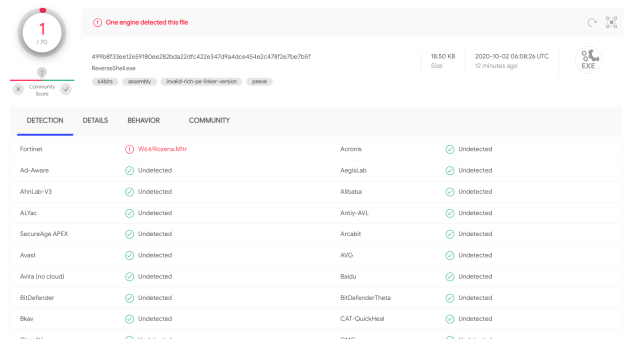 1
/ 70
One engine detected this file
499b8f33e612659180ee282bda22dfc422e347d9a4dce454e2c478f2e7be7b5f
ReverseShell.exe
64bits assembly invalid-rich-pe-linker-version peexe
18.50 KB
Size
2020-10-02 06:08:26 UTC
12 minutes ago
EXE
Community
Score
DETECTION DETAILS BEHAVIOR COMMUNITY
Fortinet W64/Rozena.M!tr Acronis Undetected
Ad-Aware Undetected AegisLab Undetected
AhnLab-V3 Undetected Alibaba Undetected
ALYac Undetected Antiy-AVL Undetected
SecureAge APEX Undetected Arcabit Undetected
Avast Undetected AVG Undetected
Avira (no cloud) Undetected Baidu Undetected
BitDefender Undetected BitDefenderTheta Undetected
Bkav Undetected CAT-QuickHeal Undetected